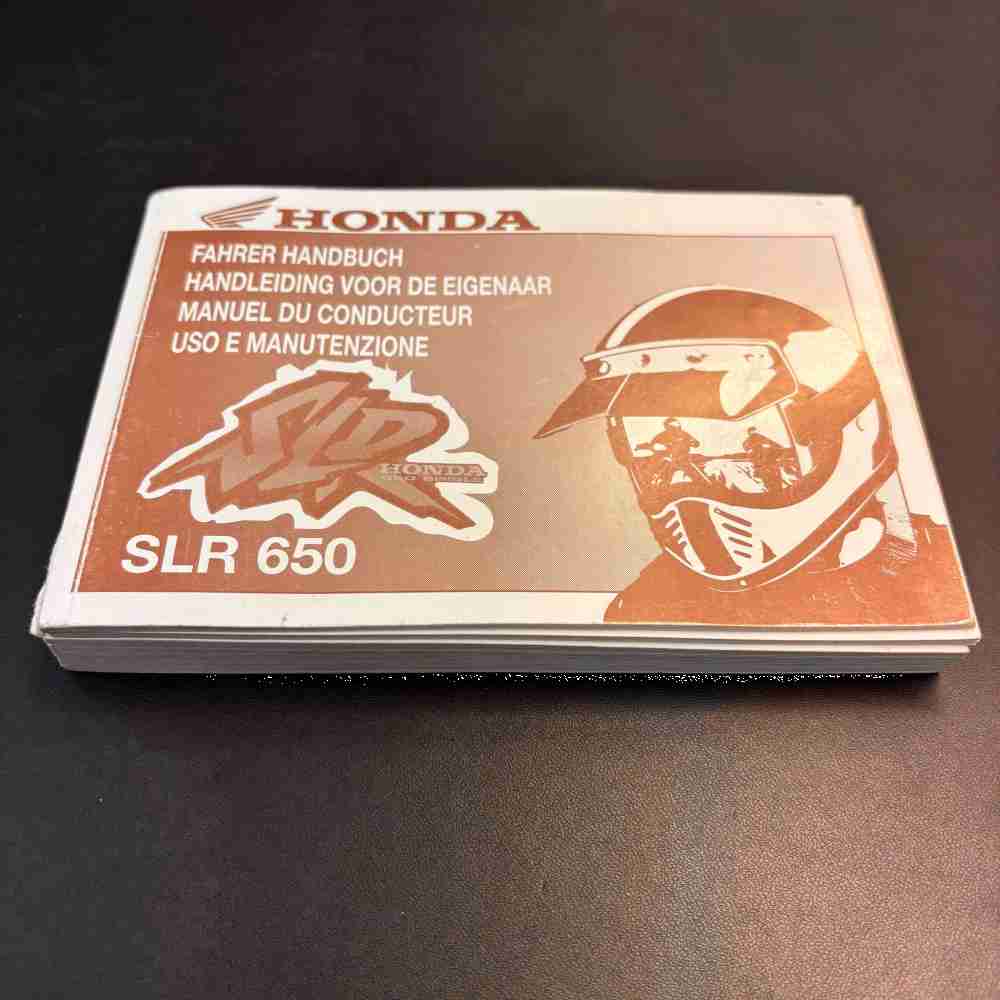 HONDA
FAHRER HANDBUCH
HANDLEIDING VOOR DE EIGENAAR
MANUEL DU CONDUCTEUR
USO E MANUTENZIONE
SLR
HONDA
SLR 650